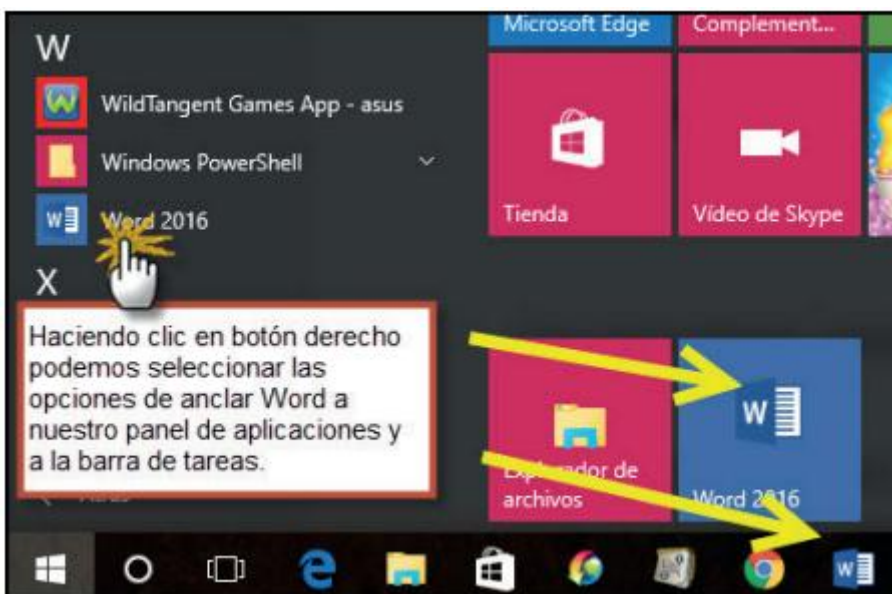 W
Microsoft Edge
Complement...
WildTangent Games App - asus
Windows PowerShell
Word 2016
Tienda
Vídeo de Skype
X
Haciendo clic en botón derecho
podemos seleccionar las
opciones de anclar Word a
nuestro panel de aplicaciones y
a la barra de tareas.
Explorador de
archivos
Word 2016